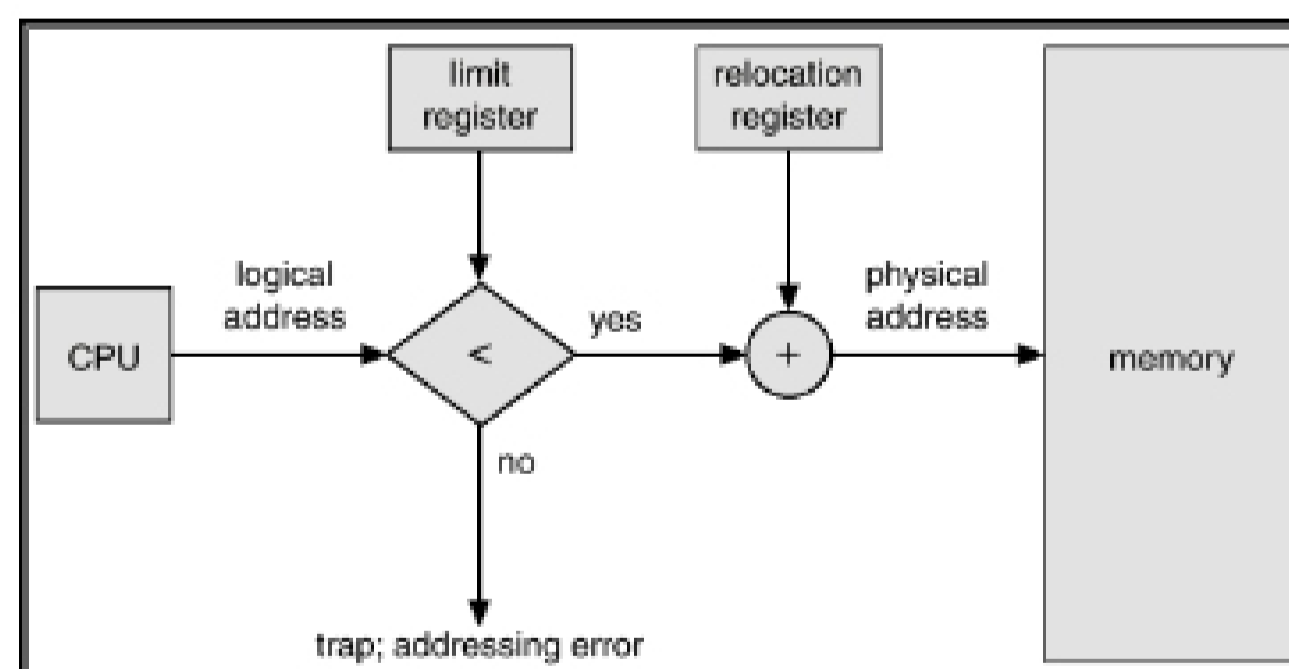 limit
register
relocation
register
logical
address
yes
physical
address
CPU
<
+
memory
no
trap; addressing error